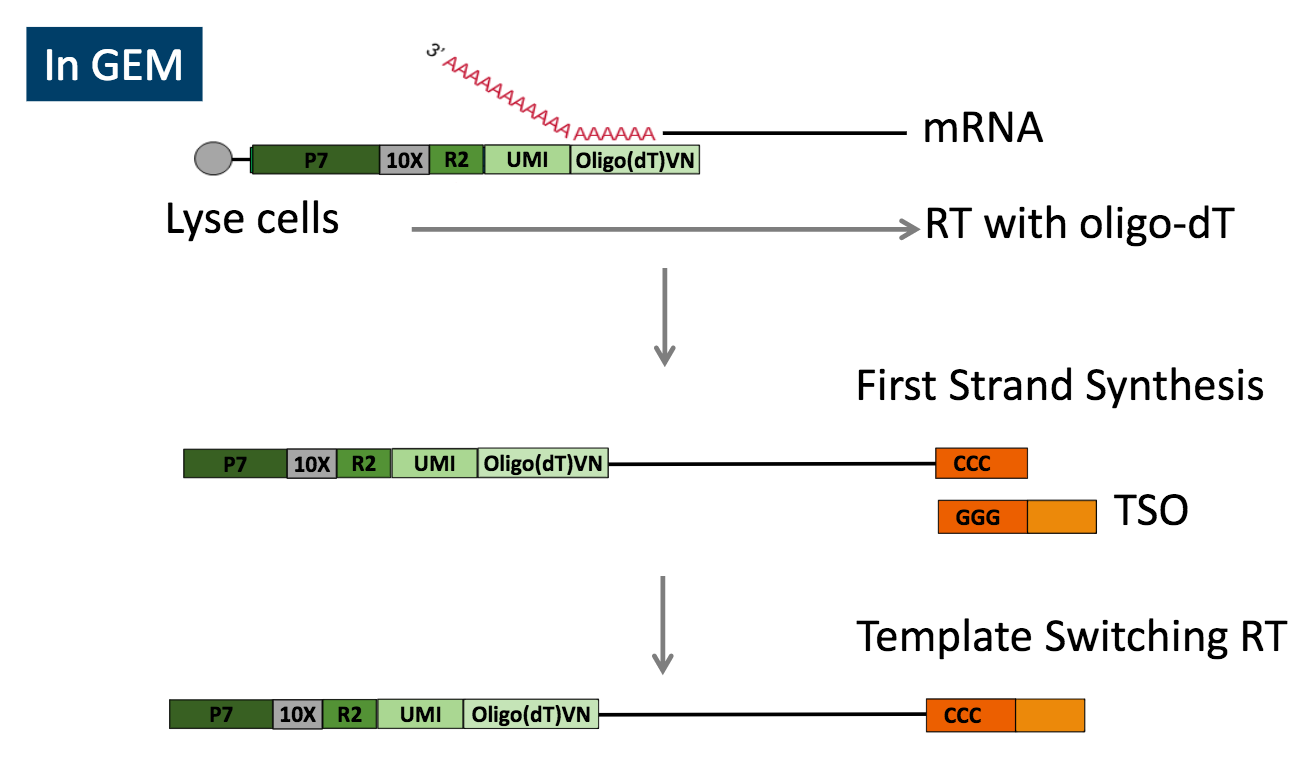 In GEM
3' AAAAAAAAAAAA AAAAAA
mRNA
P7 10X R2 UMI Oligo(dT)VN
Lyse cells
RT with oligo-dT
First Strand Synthesis
P7 10X R2 UMI Oligo(dT)VN CCC
GGG TSO
Template Switching RT
P7 10X R2 UMI Oligo(dT)VN CCC